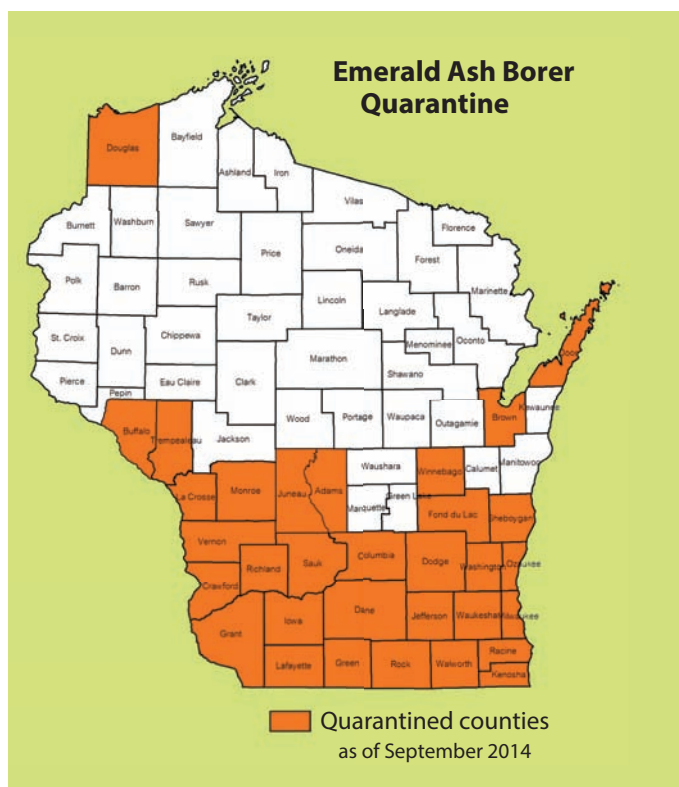 Emerald Ash Borer
Quarantine
Douglas
Bayfield
Ashland
Iron
Vilas
Burnett
Washburn
Sawyer
Price
Oneida
Forest
Florence
Marinette
Polk
Barron
Rusk
Lincoln
Langlade
Taylor
Oconto
Menominee
St. Croix
Dunn
Chippewa
Marathon
Shawano
Door
Pierce
Pepin
Eau Claire
Clark
Wood
Portage
Waupaca
Outagamie
Brown
Kewaunee
Buffalo
Trempealeau
Jackson
Waushara
Winnebago
Calumet
Manitowoc
La Crosse
Monroe
Juneau
Adams
Marquette
Green Lake
Fond du Lac
Sheboygan
Vernon
Richland
Sauk
Columbia
Dodge
Washington
Ozaukee
Crawford
Grant
Iowa
Dane
Jefferson
Waukesha
Milwaukee
Lafayette
Green
Rock
Walworth
Racine
Kenosha
Quarantined counties
as of September 2014